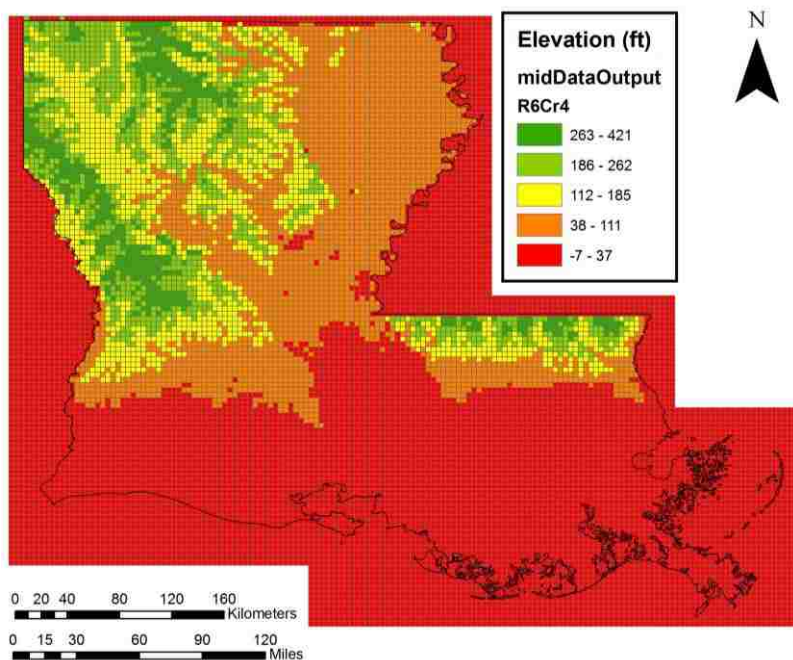 N
Elevation (ft)
midDataOutput
R6Cr4
263 - 421
186 - 262
112 - 185
38 - 111
-7 - 37
0 20 40 80 120 160
Kilometers
0 15 30 60 90 120
Miles